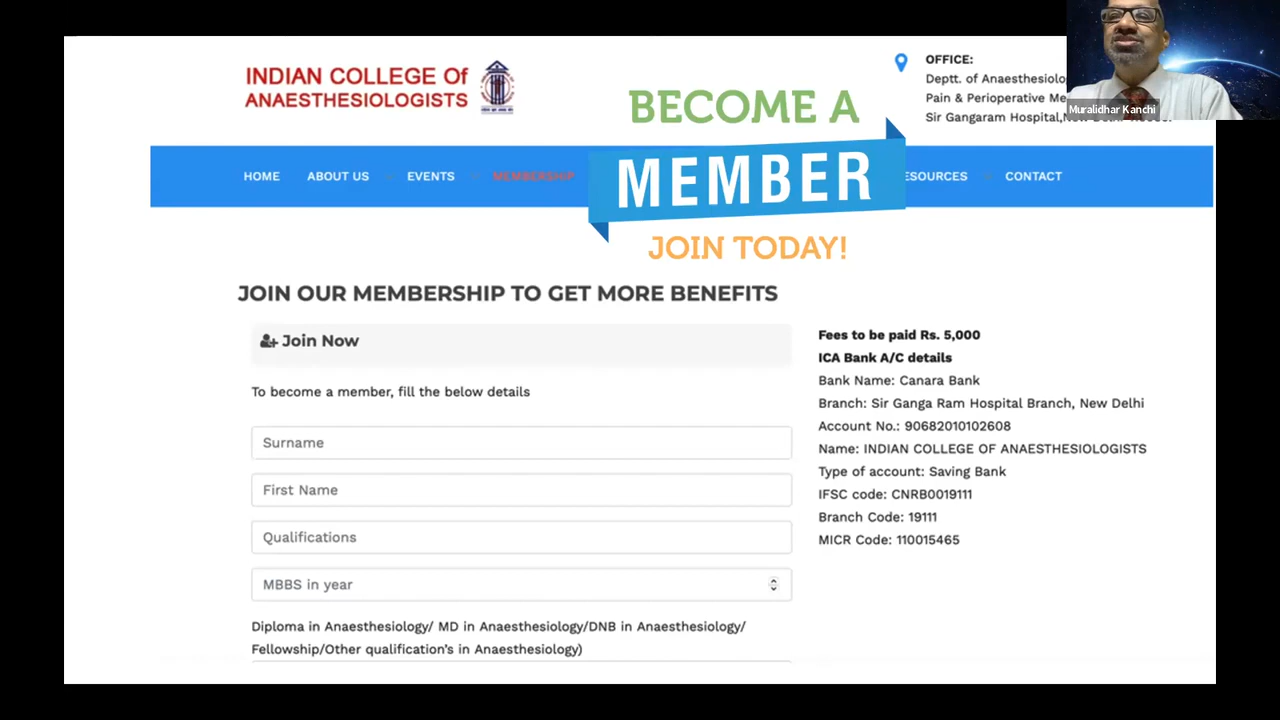 INDIAN COLLEGE Of
ANAESTHESIOLOGISTS
BECOME A
MEMBER
JOIN TODAY!
OFFICE:
Deptt. of Anaesthesiolo
Pain & Perioperative Me
Sir Gangaram Hospital,New
Muralidhar Kanchi
HOME ABOUT US EVENTS MEMBERSHIP ESOURCES CONTACT
JOIN OUR MEMBERSHIP TO GET MORE BENEFITS
Join Now
To become a member, fill the below details
Surname
First Name
Qualifications
MBBS in year
Diploma in Anaesthesiology/ MD in Anaesthesiology/DNB in Anaesthesiology/
Fellowship/Other qualification's in Anaesthesiology)
Fees to be paid Rs. 5,000
ICA Bank A/C details
Bank Name: Canara Bank
Branch: Sir Ganga Ram Hospital Branch, New Delhi
Account No.: 90682010102608
Name: INDIAN COLLEGE OF ANAESTHESIOLOGISTS
Type of account: Saving Bank
IFSC code: CNRB0019111
Branch Code: 19111
MICR Code: 110015465